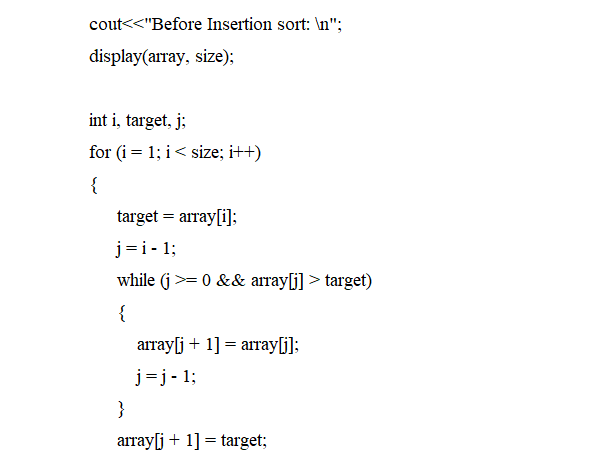 cout<<"Before Insertion sort: \n";
display(array, size);
int i, target, j;
for (i = 1; i < size; i++)
{
target = array[i];
j = i - 1;
while (j >= 0 && array[j] > target)
{
array[j + 1] = array[j];
j = j - 1;
}
array[j + 1] = target;